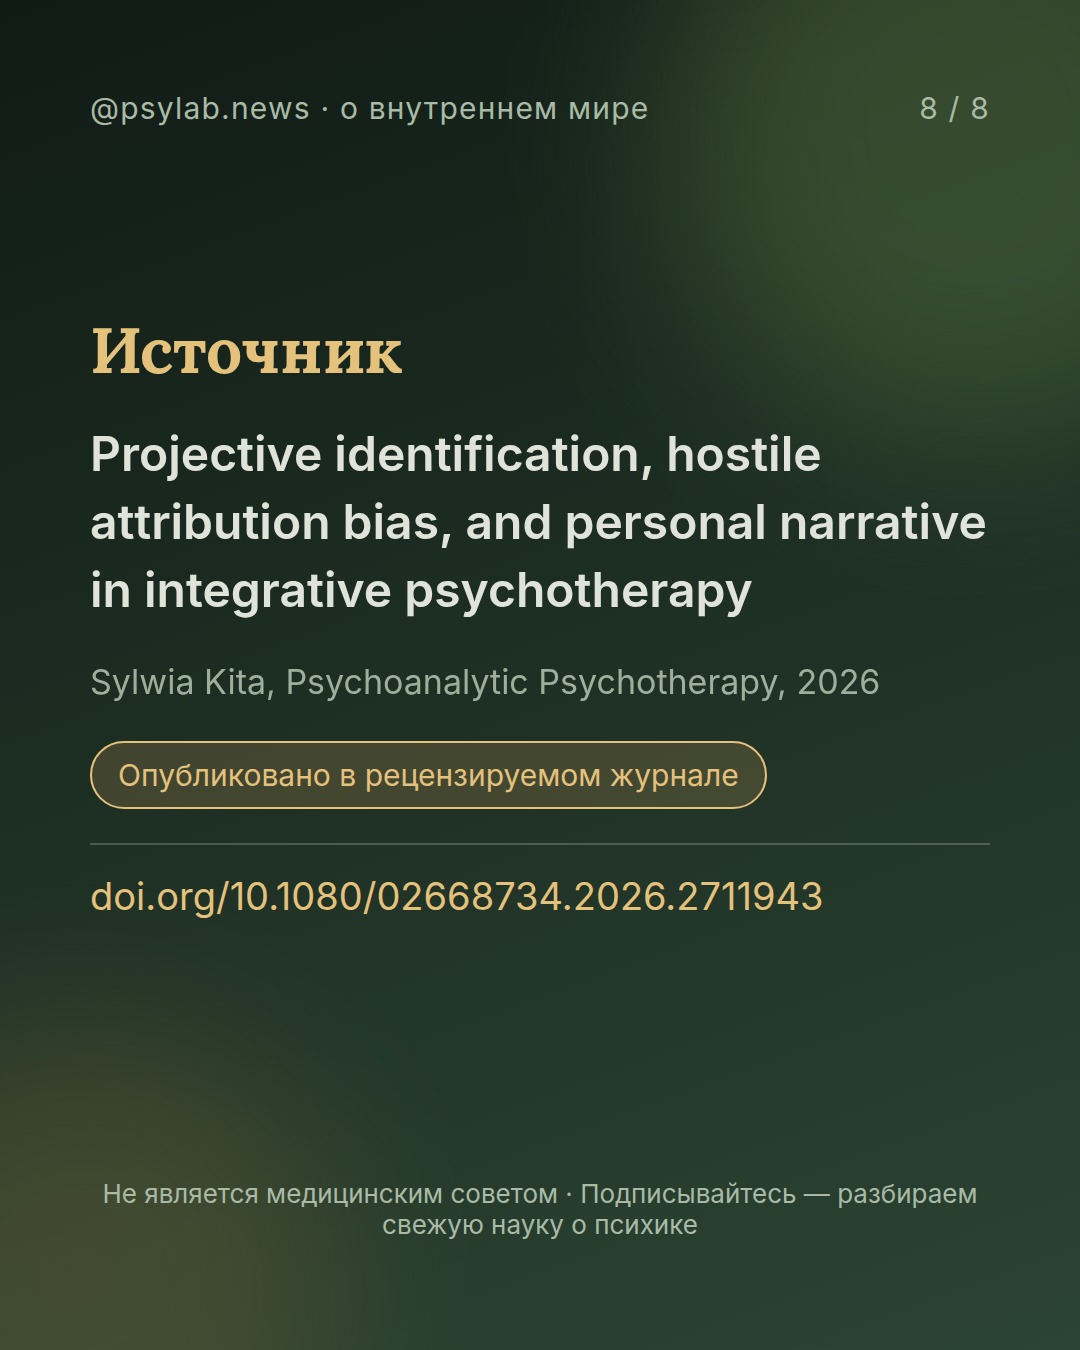 @psylab.news · о внутреннем мире
8 / 8
Источник
Projective identification, hostile
attribution bias, and personal narrative
in integrative psychotherapy
Sylwia Kita, Psychoanalytic Psychotherapy, 2026
Опубликовано в рецензируемом журнале
doi.org/10.1080/02668734.2026.2711943
Не является медицинским советом · Подписывайтесь — разбираем
свежую науку о психике